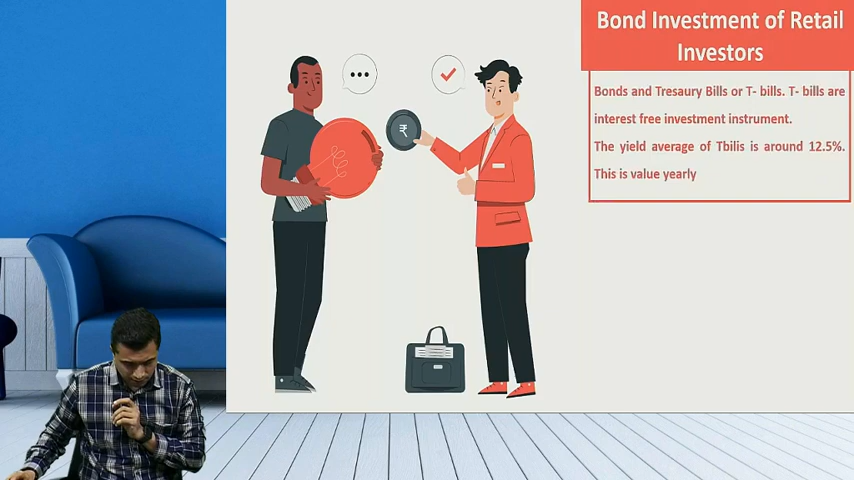 Bond Investment of Retail
Investors
Bonds and Tresaury Bills or T- bills. T- bills are
interest free investment instrument.
The yield average of Tbilis is around 12.5%.
This is value yearly
₹